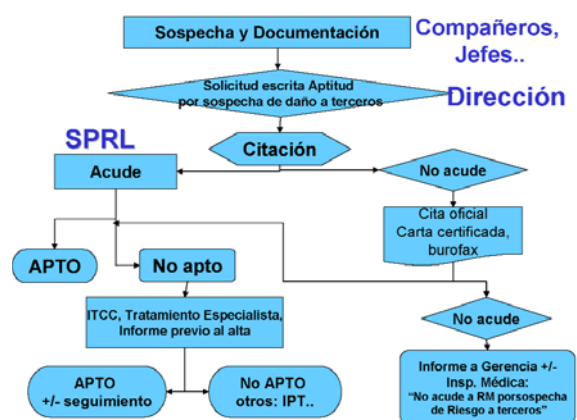 Sospecha y Documentación
Compañeros,
Jefes..
Solicitud escrita Aptitud
por sospecha de daño a terceros
Dirección
SPRL
Citación
Acude
No acude
Cita oficial
Carta certificada,
burofax
APTO
No apto
ITCC, Tratamiento Especialista,
Informe previo al alta
No acude
APTO
+/- seguimiento
No APTO
otros: IPT..
Informe a Gerencia +/-
Insp. Médica:
“No acude a RM porsospecha
de Riesgo a terceros”